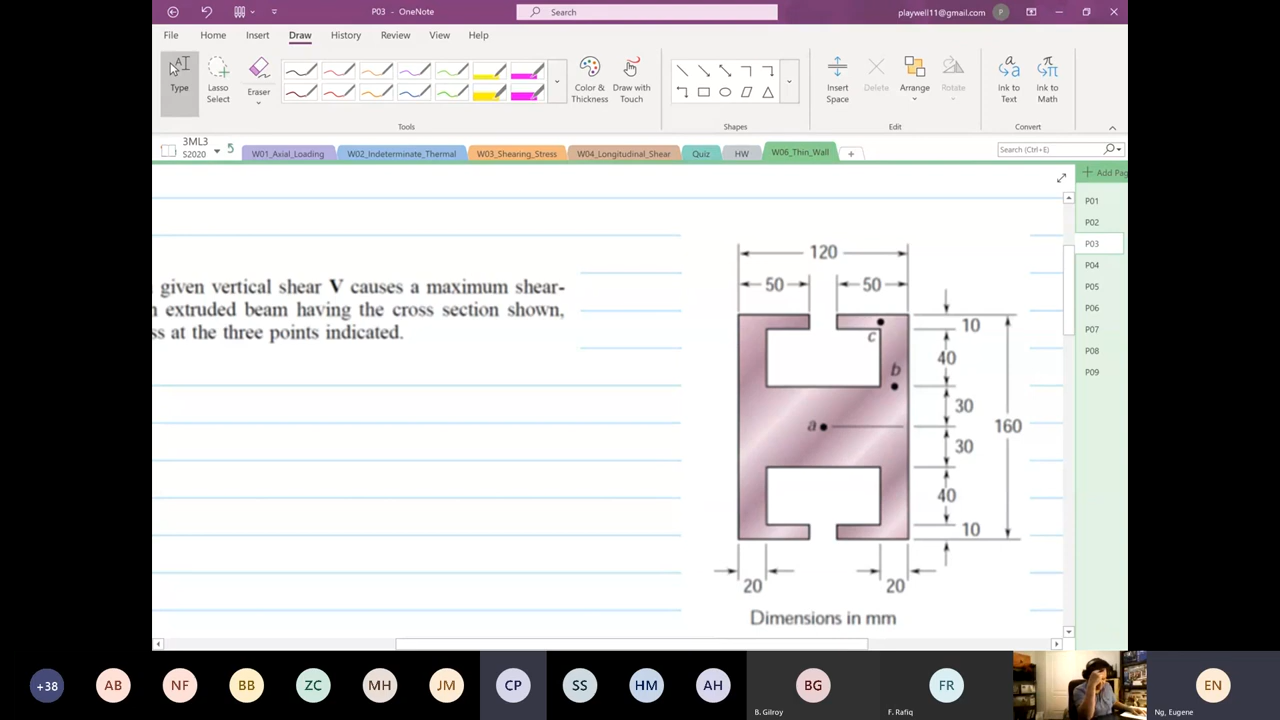 P03 - OneNote
Search
playwell11@gmail.com
P
File
Home
Insert
Draw
History
Review
View
Help
Type
Lasso
Select
Eraser
Color &
Thickness
Draw with
Touch
Insert
Space
Delete
Arrange
Rotate
Ink to
Text
Ink to
Math
Tools
Shapes
Edit
Convert
3ML3
S2020
W01_Axial_Loading
W02_Indeterminate_Thermal
W03_Shearing_Stress
W04_Longitudinal_Shear
Quiz
HW
W06_Thin_Wall
Search (Ctrl+E)
Add Pag
P01
P02
P03
P04
P05
P06
P07
P08
P09
given vertical shear V causes a maximum shear-
extruded beam having the cross section shown,
ss at the three points indicated.
120
50
50
10
c
40
b
30
a
160
30
40
10
20
20
Dimensions in mm
+38
AB
NF
BB
ZC
MH
JM
CP
SS
HM
AH
BG
B. Gilroy
FR
F. Rafiq
EN
Ng, Eugene